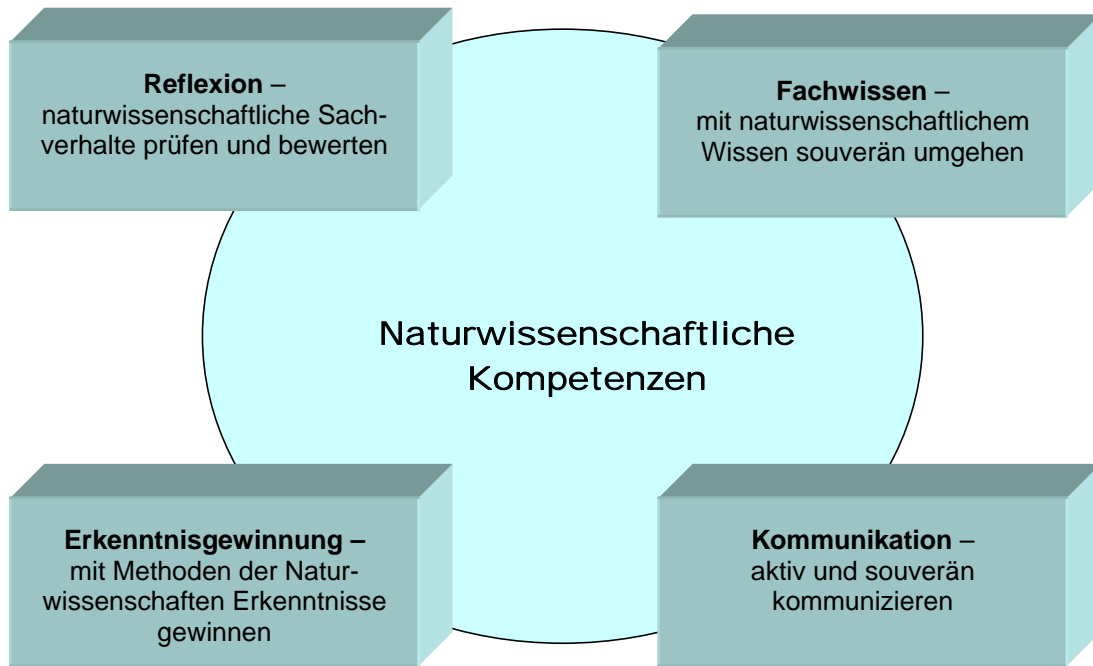 Reflexion –
naturwissenschaftliche Sach-
verhalte prüfen und bewerten
Fachwissen –
mit naturwissenschaftlichem
Wissen souverän umgehen
Naturwissenschaftliche
Kompetenzen
Erkenntnisgewinnung –
mit Methoden der Natur-
wissenschaften Erkenntnisse
gewinnen
Kommunikation –
aktiv und souverän
kommunizieren